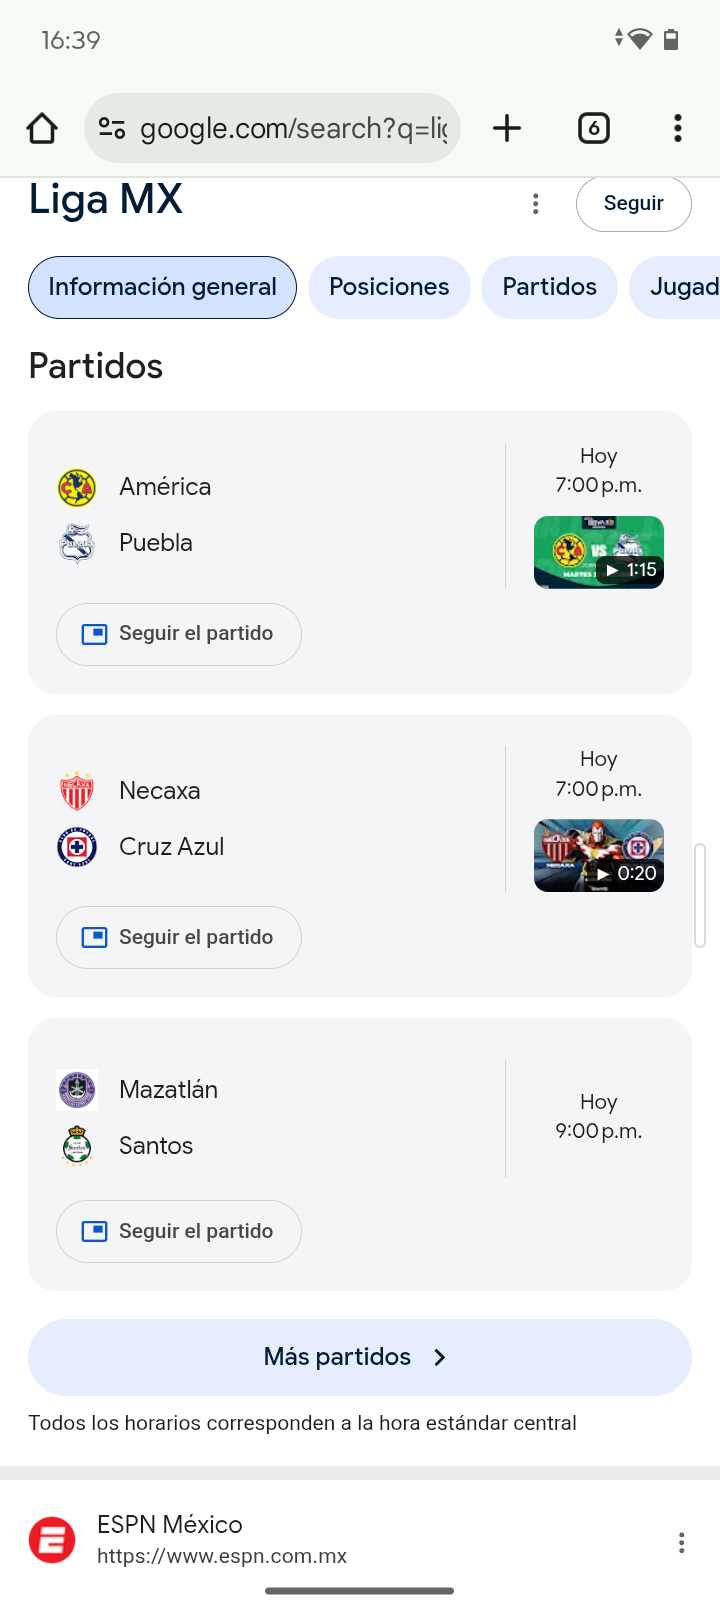 16:39
google.com/search?q=lig
6
Liga MX
Seguir
Información general
Posiciones
Partidos
Jugad
Partidos
América
Puebla
Hoy
7:00 p.m.
VS
1:15
Seguir el partido
Necaxa
Cruz Azul
Hoy
7:00 p.m.
NECAXA
0:20
Seguir el partido
Mazatlán
Santos
Hoy
9:00 p.m.
Seguir el partido
Más partidos
Todos los horarios corresponden a la hora estándar central
ESPN México
https://www.espn.com.mx